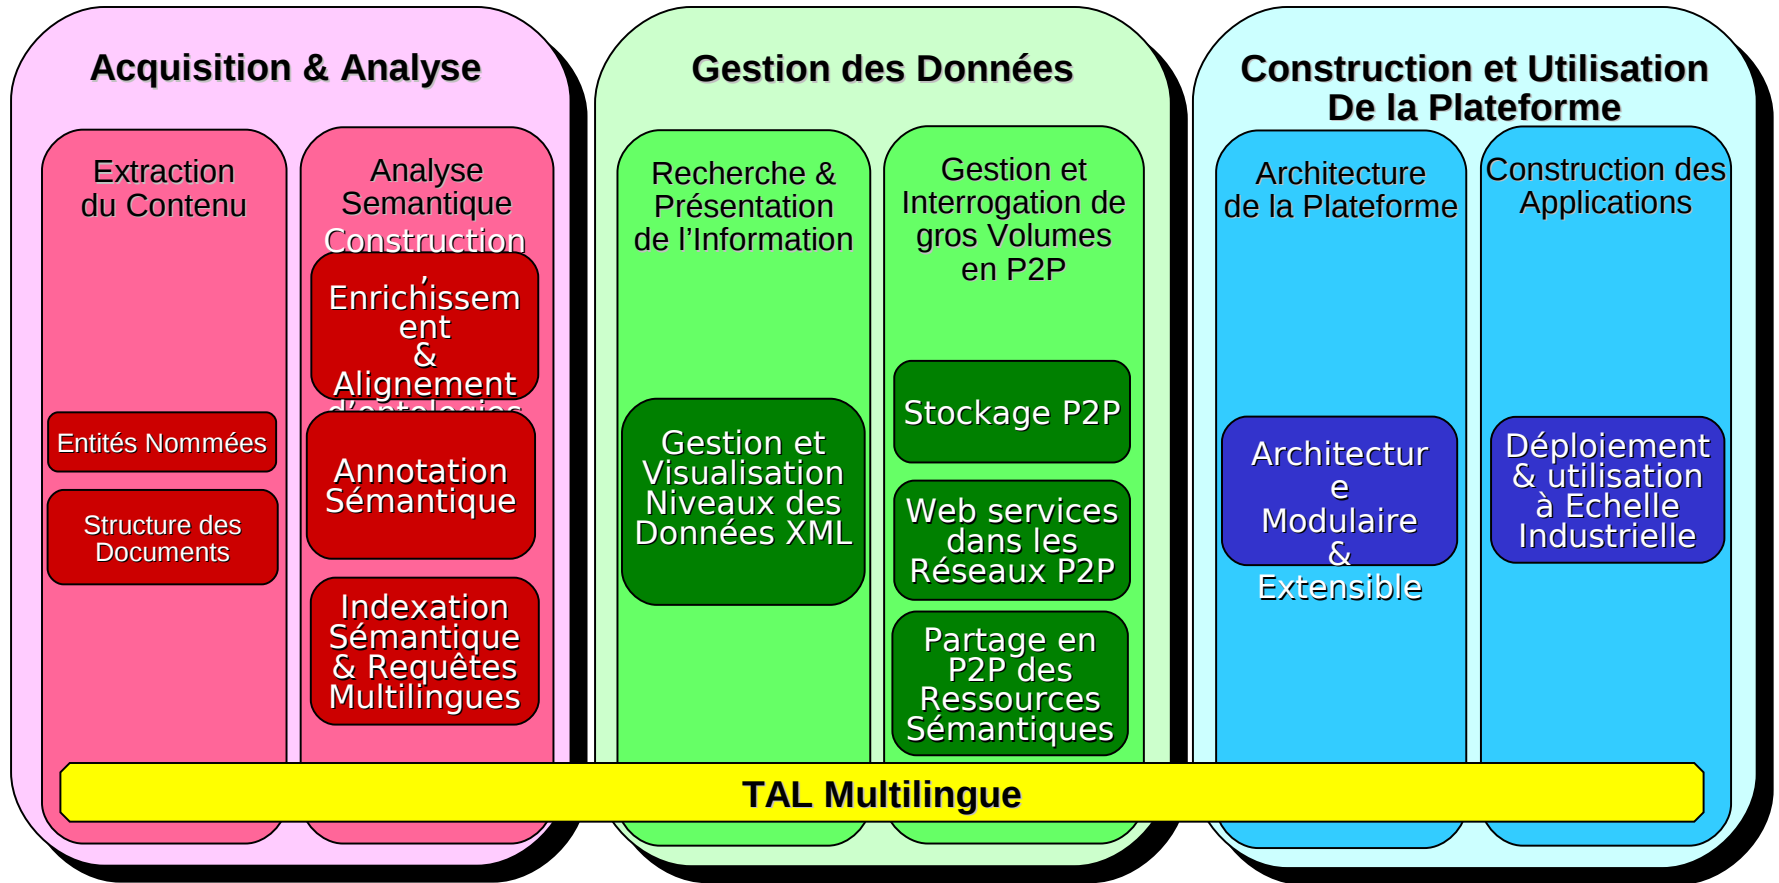 Acquisition & Analyse
Extraction
du Contenu
Entités Nommées
Structure des
Documents
Analyse
Semantique
Construction
,
Enrichissem
ent
&
Alignement
d'ontologies
Annotation
Sémantique
Indexation
Sémantique
& Requêtes
Multilingues
Gestion des Données
Recherche &
Présentation
de l’Information
Gestion et
Visualisation
Niveaux des
Données XML
Gestion et
Interrogation de
gros Volumes
en P2P
Stockage P2P
Web services
dans les
Réseaux P2P
Partage en
P2P des
Ressources
Sémantiques
Construction et Utilisation
De la Plateforme
Architecture
de la Plateforme
Architectur
e
Modulaire
&
Extensible
Construction des
Applications
Déploiement
& utilisation
à Echelle
Industrielle
TAL Multilingue